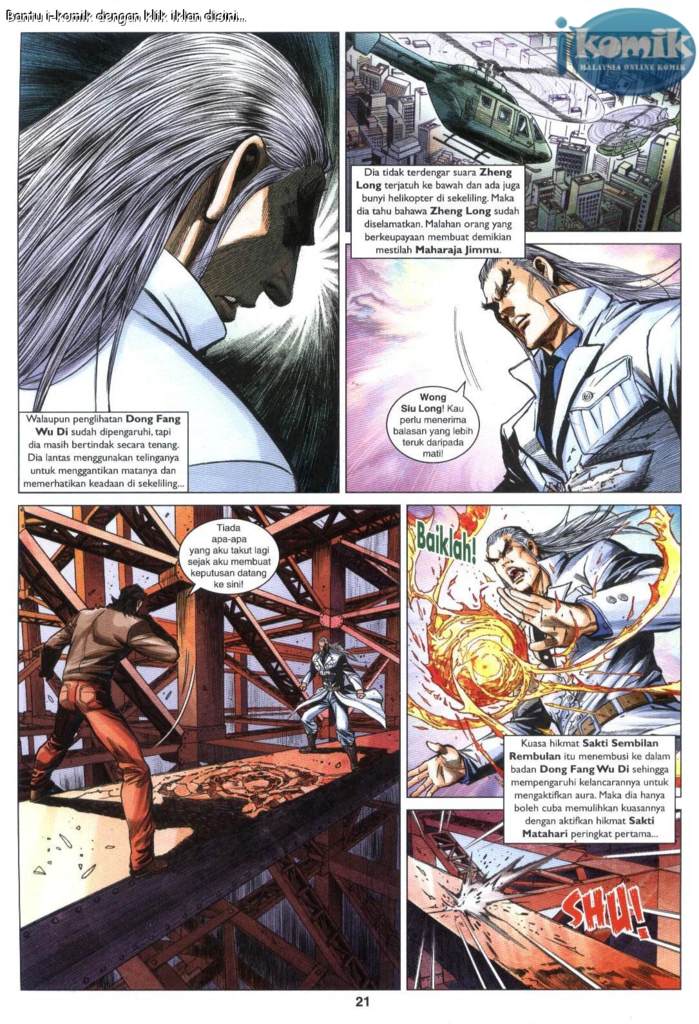 Bantu i-komik dengan klik iklan disini...
ikomik
MALAYSIA ONLINE KOMIK
Walaupun penglihatan Dong Fang
Wu Di sudah dipengaruhi, tapi
dia masih bertindak secara tenang.
Dia lantas menggunakan telinganya
untuk menggantikan matanya dan
memerhatikan keadaan di sekeliling...
Dia tidak terdengar suara Zheng
Long terjatuh ke bawah dan ada juga
bunyi helikopter di sekeliling. Maka
dia tahu bahawa Zheng Long sudah
diselamatkan. Malahan orang yang
berkeupayaan membuat demikian
mestilah Maharaja Jimmu.
Wong
Siu Long! Kau
perlu menerima
balasan yang lebih
teruk daripada
mati!
Tiada
apa-apa
yang aku takut lagi
sejak aku membuat
keputusan datang
ke sini!
Baiklah!
Kuasa hikmat Sakti Sembilan
Rembulan itu menembusi ke dalam
badan Dong Fang Wu Di sehingga
mempengaruhi kelancarannya untuk
mengaktifkan aura. Maka dia hanya
boleh cuba memulihkan kuasanya
dengan aktifkan hikmat Sakti
Matahari peringkat pertama...
SHU!
21